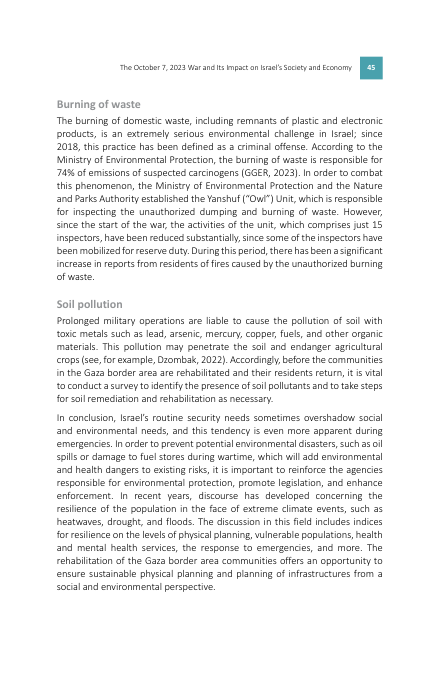 The October 7, 2023 War and Its Impact on Israel's Society and Economy 45
Burning of waste
The burning of domestic waste, including remnants of plastic and electronic
products, is an extremely serious environmental challenge in Israel; since
2018, this practice has been defined as a criminal offense. According to the
Ministry of Environmental Protection, the burning of waste is responsible for
74% of emissions of suspected carcinogens (GGER, 2023). In order to combat
this phenomenon, the Ministry of Environmental Protection and the Nature
and Parks Authority established the Yanshuf (“Owl”) Unit, which is responsible
for inspecting the unauthorized dumping and burning of waste. However,
since the start of the war, the activities of the unit, which comprises just 15
inspectors, have been reduced substantially, since some of the inspectors have
been mobilized for reserve duty. During this period, there has been a significant
increase in reports from residents of fires caused by the unauthorized burning
of waste.
Soil pollution
Prolonged military operations are liable to cause the pollution of soil with
toxic metals such as lead, arsenic, mercury, copper, fuels, and other organic
materials. This pollution may penetrate the soil and endanger agricultural
crops (see, for example, Dzombak, 2022). Accordingly, before the communities
in the Gaza border area are rehabilitated and their residents return, it is vital
to conduct a survey to identify the presence of soil pollutants and to take steps
for soil remediation and rehabilitation as necessary.
In conclusion, Israel's routine security needs sometimes overshadow social
and environmental needs, and this tendency is even more apparent during
emergencies. In order to prevent potential environmental disasters, such as oil
spills or damage to fuel stores during wartime, which will add environmental
and health dangers to existing risks, it is important to reinforce the agencies
responsible for environmental protection, promote legislation, and enhance
enforcement. In recent years, discourse has developed concerning the
resilience of the population in the face of extreme climate events, such as
heatwaves, drought, and floods. The discussion in this field includes indices
for resilience on the levels of physical planning, vulnerable populations, health
and mental health services, the response to emergencies, and more. The
rehabilitation of the Gaza border area communities offers an opportunity to
ensure sustainable physical planning and planning of infrastructures from a
social and environmental perspective.